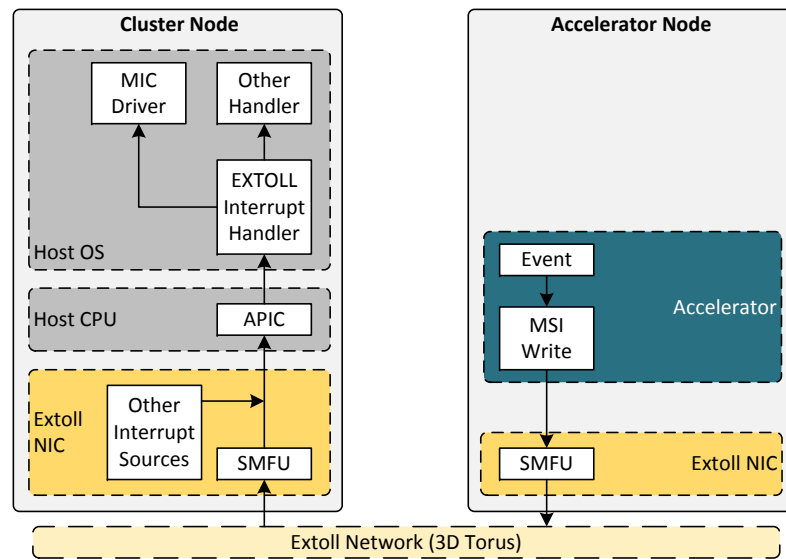 Cluster Node
MIC
Driver
Other
Handler
EXTOLL
Interrupt
Handler
Host OS
Host CPU
APIC
Extoll
NIC
Other
Interrupt
Sources
SMFU
Accelerator Node
Event
MSI
Write
Accelerator
SMFU
Extoll NIC
Extoll Network (3D Torus)